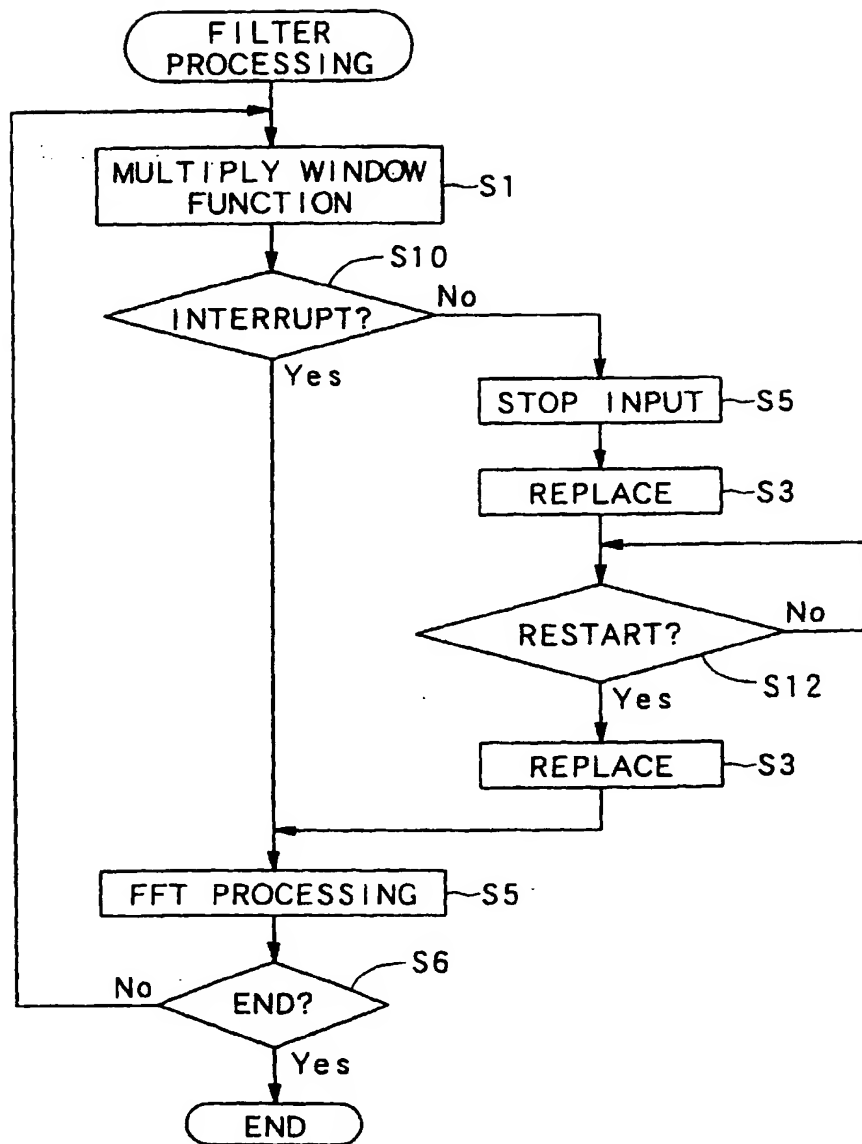 FILTER
PROCESSING
MULTIPLY WINDOW
FUNCTION
S1
S10
INTERRUPT?
No
Yes
STOP INPUT
S5
REPLACE
S3
RESTART?
No
S12
Yes
REPLACE
S3
FFT PROCESSING
S5
S6
No
END?
Yes
END